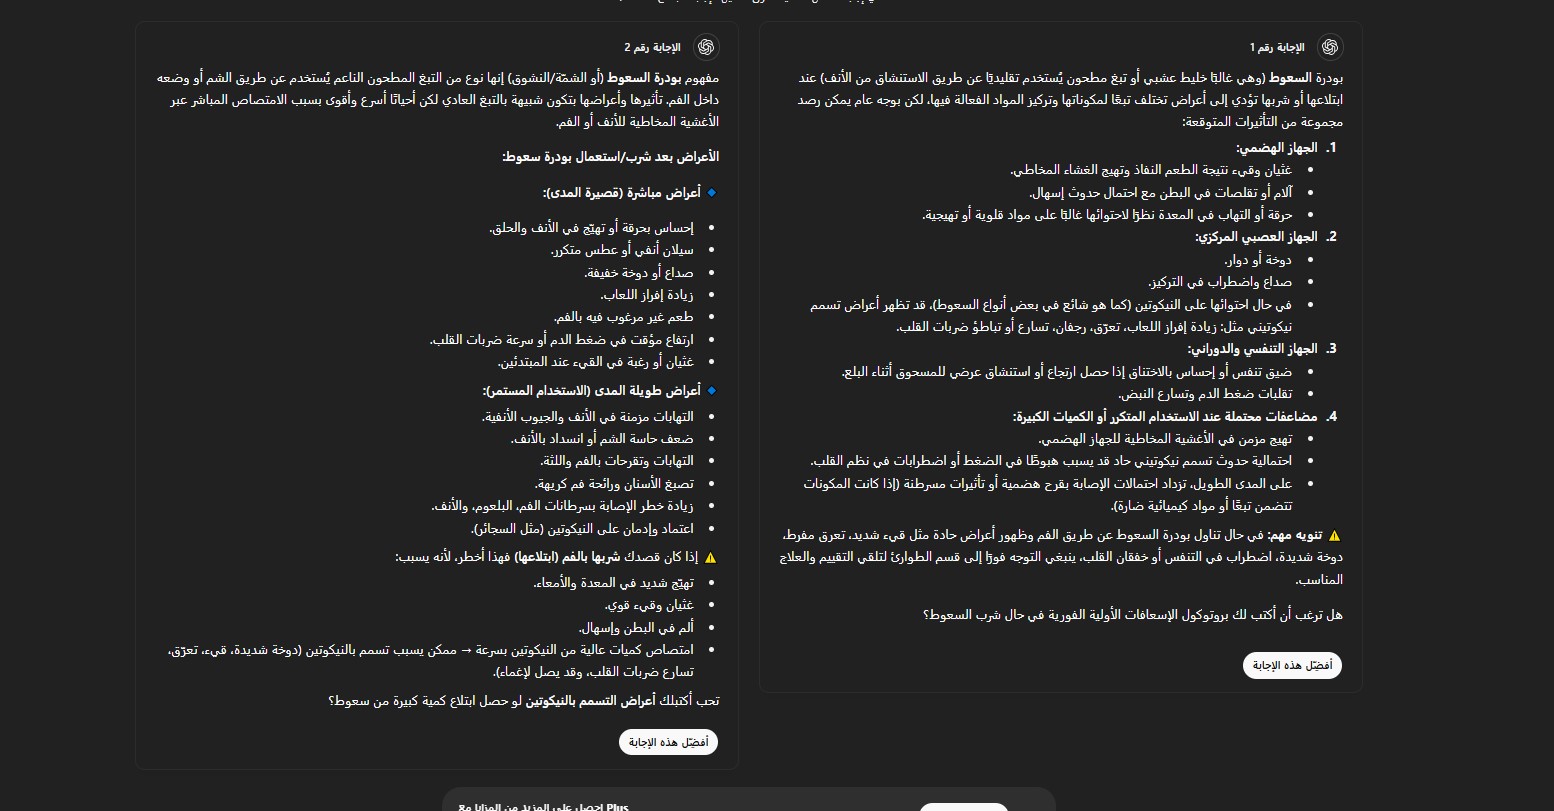 الإجابة رقم 1
بودرة السعوط (وهي غالبًا خليط عشبي أو تبغ مطحون يُستخدم تقليديًا عن طريق الاستنشاق من الأنف) عند
ابتلاعها أو شربها تؤدي إلى أعراض تختلف تبعًا لمكوناتها وتركيز المواد الفعالة فيها، لكن بوجه عام يمكن رصد
مجموعة من التأثيرات المتوقعة:
1. الجهاز الهضمي:
• غثيان وقيء نتيجة الطعم النفاذ وتهيج الغشاء المخاطي.
• آلام أو تقلصات في البطن مع احتمال حدوث إسهال.
• حرقة أو التهاب في المعدة نظرًا لاحتوائها غالبًا على مواد قلوية أو تهيجية.
2. الجهاز العصبي المركزي:
• دوخة أو دوار.
• صداع واضطراب في التركيز.
• في حال احتوائها على النيكوتين (كما هو شائع في بعض أنواع السعوط)، قد تظهر أعراض تسمم
نيكوتيني مثل: زيادة إفراز اللعاب، تعرّق، رجفان، تسارع أو تباطؤ ضربات القلب.
3. الجهاز التنفسي والدوراني:
• ضيق تنفس أو إحساس بالاختناق إذا حصل ارتجاع أو استنشاق عرضي للمسحوق أثناء البلع.
• تقلبات ضغط الدم وتسارع النبض.
4. مضاعفات محتملة عند الاستخدام المتكرر أو الكميات الكبيرة:
• تهيج مزمن في الأغشية المخاطية للجهاز الهضمي.
• احتمالية حدوث تسمم نيكوتيني حاد قد يسبب هبوطًا في الضغط أو اضطرابات في نظم القلب.
• على المدى الطويل، تزداد احتمالات الإصابة بقرح هضمية أو تأثيرات مسرطنة (إذا كانت المكونات
تتضمن تبغًا أو مواد كيميائية ضارة).
⚠️ تنويه مهم: في حال تناول بودرة السعوط عن طريق الفم وظهور أعراض حادة مثل قيء شديد، تعرق مفرط،
دوخة شديدة، اضطراب في التنفس أو خفقان القلب، ينبغي التوجه فورًا إلى قسم الطوارئ لتلقي التقييم والعلاج
المناسب.
هل ترغب أن أكتب لك بروتوكول الإسعافات الأولية الفورية في حال شرب السعوط؟
أفضّل هذه الإجابة
الإجابة رقم 2
مفهوم بودرة السعوط (أو الشمّة/النشوق) إنها نوع من التبغ المطحون الناعم يُستخدم عن طريق الشم أو وضعه
داخل الفم. تأثيرها وأعراضها بتكون شبيهة بالتبغ العادي لكن أحيانًا أسرع وأقوى بسبب الامتصاص المباشر عبر
الأغشية المخاطية للأنف أو الفم.
الأعراض بعد شرب/استعمال بودرة سعوط:
🔹 أعراض مباشرة (قصيرة المدى):
• إحساس بحرقة أو تهيّج في الأنف والحلق.
• سيلان أنفي أو عطس متكرر.
• صداع أو دوخة خفيفة.
• زيادة إفراز اللعاب.
• طعم غير مرغوب فيه بالفم.
• ارتفاع مؤقت في ضغط الدم أو سرعة ضربات القلب.
• غثيان أو رغبة في القيء عند المبتدئين.
🔹 أعراض طويلة المدى (الاستخدام المستمر):
• التهابات مزمنة في الأنف والجيوب الأنفية.
• ضعف حاسة الشم أو انسداد بالأنف.
• التهابات وتقرحات بالفم واللثة.
• تصبغ الأسنان ورائحة فم كريهة.
• زيادة خطر الإصابة بسرطانات الفم، البلعوم، والأنف.
• اعتماد وإدمان على النيكوتين (مثل السجائر).
⚠️ إذا كان قصدك شربها بالفم (ابتلاعها) فهذا أخطر، لأنه يسبب:
• تهيّج شديد في المعدة والأمعاء.
• غثيان وقيء قوي.
• ألم في البطن وإسهال.
• امتصاص كميات عالية من النيكوتين بسرعة → ممكن يسبب تسمم بالنيكوتين (دوخة شديدة، قيء، تعرّق،
تسارع ضربات القلب، وقد يصل لإغماء).
تحب أكتبلك أعراض التسمم بالنيكوتين لو حصل ابتلاع كمية كبيرة من سعوط؟
أفضّل هذه الإجابة
احصل على المزيد من المزايا مع Plus